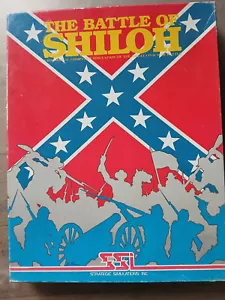 THE BATTLE OF
SHILOH
SSI
STRATEGIC SIMULATIONS INC